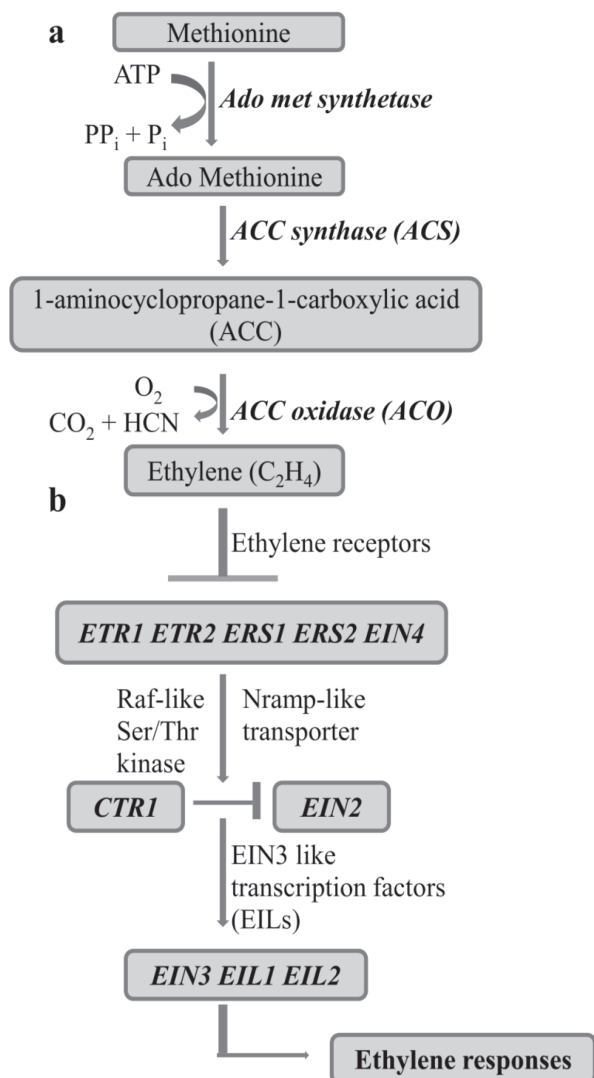 a
Methionine
ATP
Ado met synthetase
PPi + Pi
Ado Methionine
ACC synthase (ACS)
1-aminocyclopropane-1-carboxylic acid
(ACC)
O2
ACC oxidase (ACO)
CO2 + HCN
Ethylene (C2H4)
b
Ethylene receptors
ETR1 ETR2 ERS1 ERS2 EIN4
Raf-like
Ser/Thr
kinase
Nramp-like
transporter
CTR1
EIN2
EIN3 like
transcription factors
(EILs)
EIN3 EIL1 EIL2
Ethylene responses